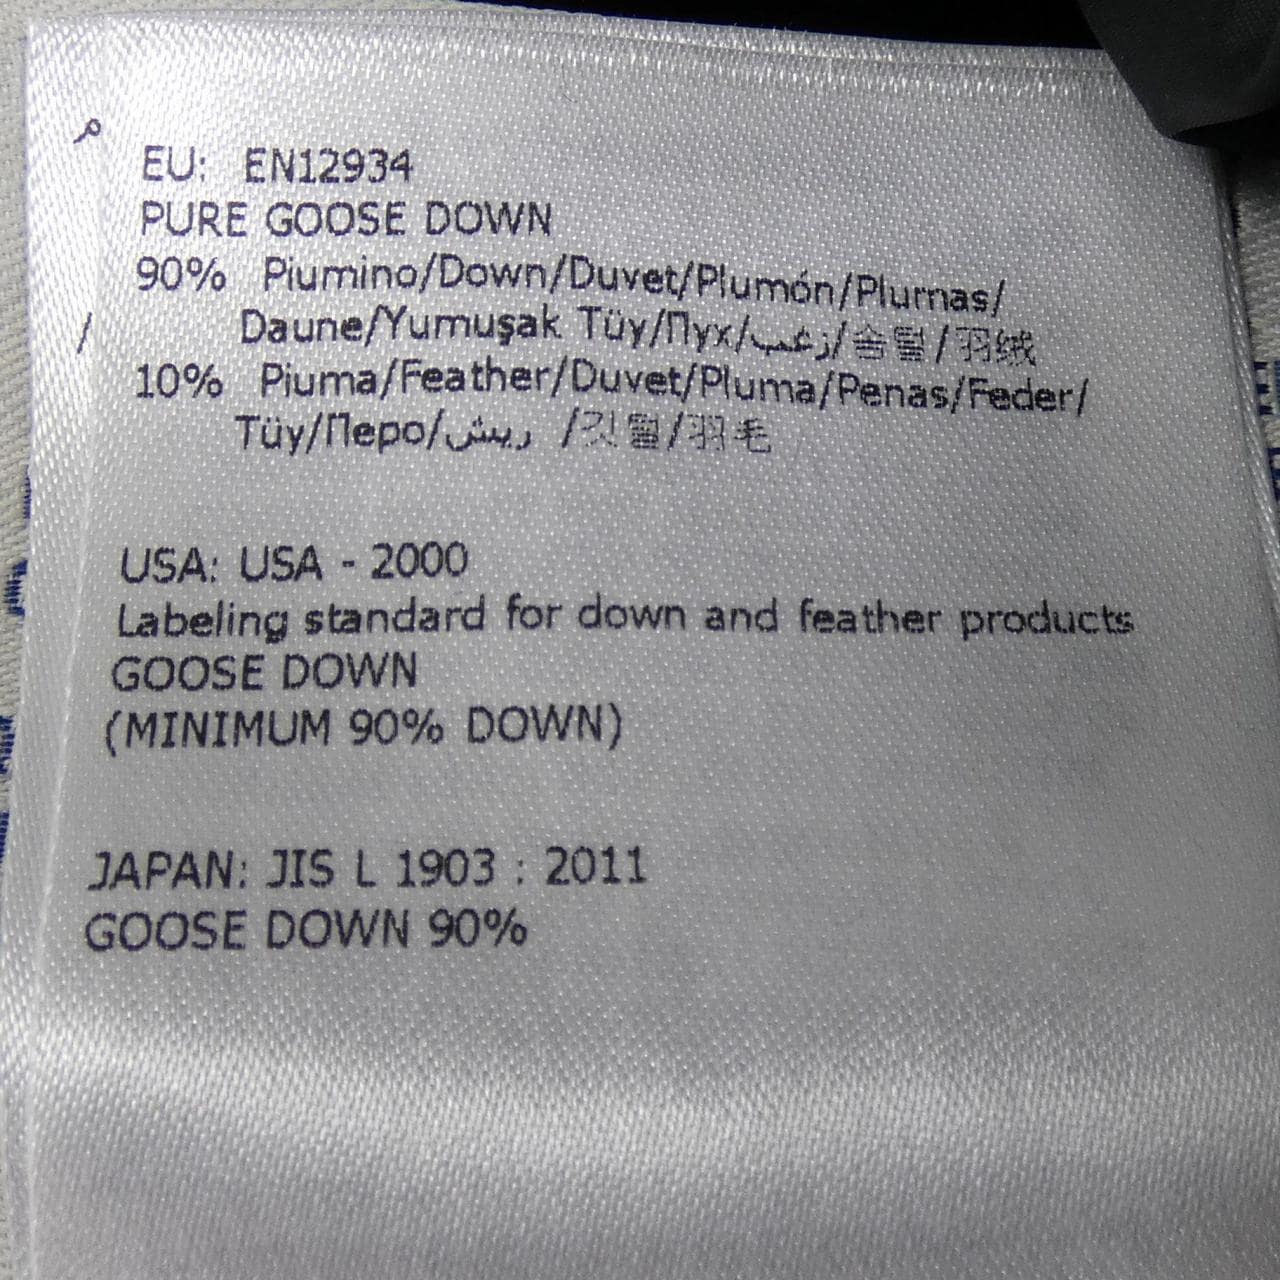 EU: EN12934
PURE GOOSE DOWN
90% Piumino/Down/Duvet/Plumón/Plumas/
Daune/Yumuşak Tüy/Пух/زغب/솜털/羽绒
10% Piuma/Feather/Duvet/Pluma/Penas/Feder/
Tüy/Перо/ريش /깃털/羽毛
USA: USA - 2000
Labeling standard for down and feather products
GOOSE DOWN
(MINIMUM 90% DOWN)
JAPAN: JIS L 1903 : 2011
GOOSE DOWN 90%